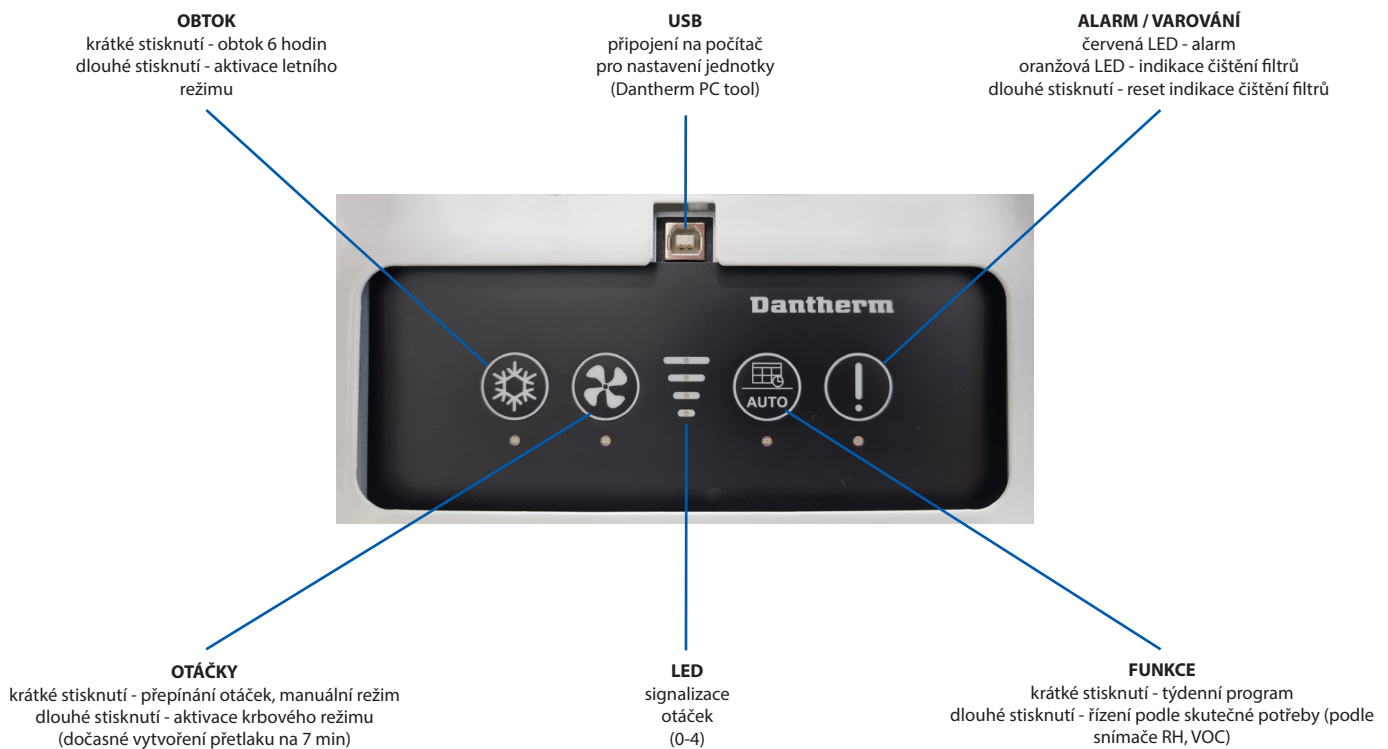 OBTOK
krátké stisknutí - obtok 6 hodin
dlouhé stisknutí - aktivace letního
režimu
USB
připojení na počítač
pro nastavení jednotky
(Dantherm PC tool)
ALARM / VAROVÁNÍ
červená LED - alarm
oranžová LED - indikace čištění filtrů
dlouhé stisknutí - reset indikace čištění filtrů
Dantherm
AUTO
OTÁČKY
krátké stisknutí - přepínání otáček, manuální režim
dlouhé stisknutí - aktivace krbového režimu
(dočasné vytvoření přetlaku na 7 min)
LED
signalizace
otáček
(0-4)
FUNKCE
krátké stisknutí - týdenní program
dlouhé stisknutí - řízení podle skutečné potřeby (podle
snímače RH, VOC)